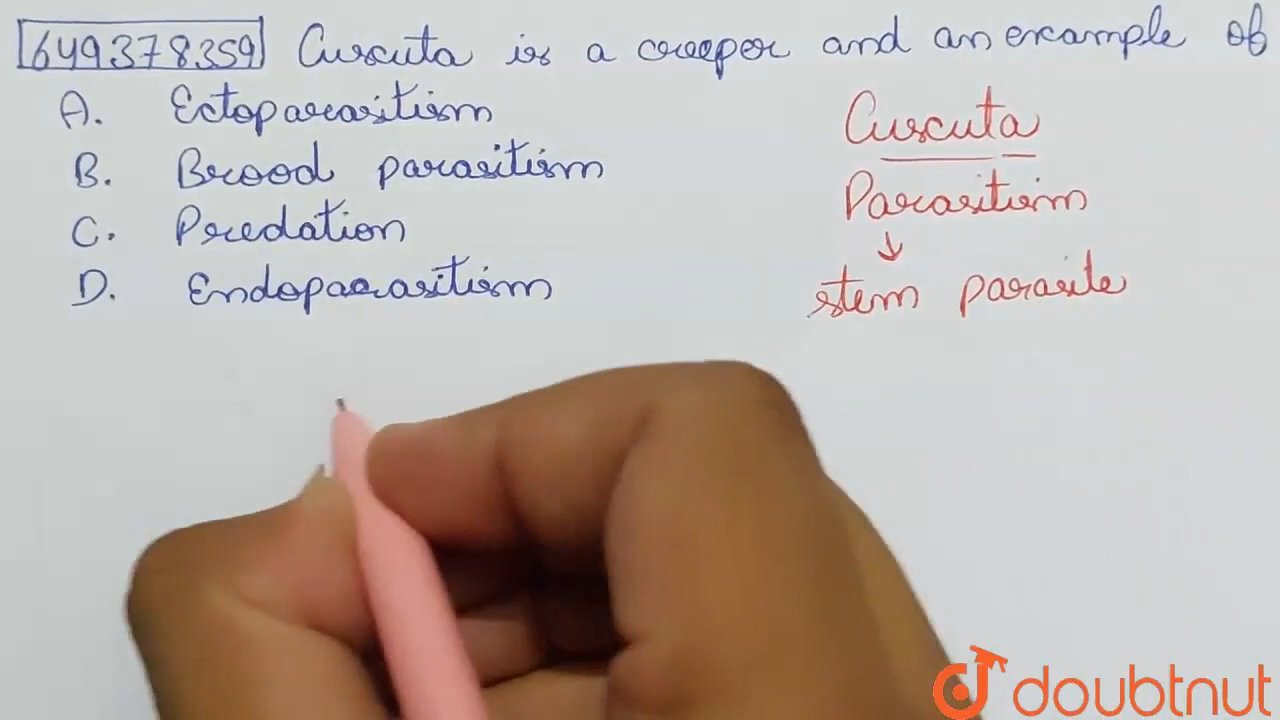 649378359 Cuscuta is a creeper and an example of
A. Ectoparasitism
B. Brood parasitism
C. Predation
D. Endoparasitism
Cuscuta
Parasitism
↓
stem parasite
doubtnut